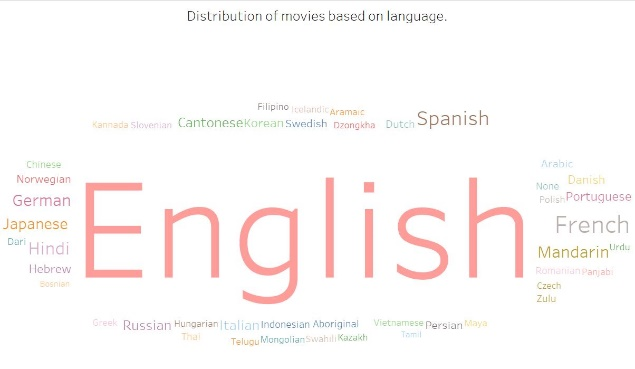 Distribution of movies based on language.
Filipino Icelandic Aramaic
Kannada Slovenian Cantonese Korean Swedish Dzongkha Dutch Spanish
Chinese
Norwegian
German
Japanese
Dari Hindi
Hebrew
Bosnian
English
Arabic
None Danish
Polish Portuguese
French
Mandarin Urdu
Romanian Panjabi
Czech
Zulu
Greek Russian Hungarian Italian Indonesian Aboriginal Vietnamese Persian Maya
Thai Telugu Mongolian Swahili Kazakh Tamil